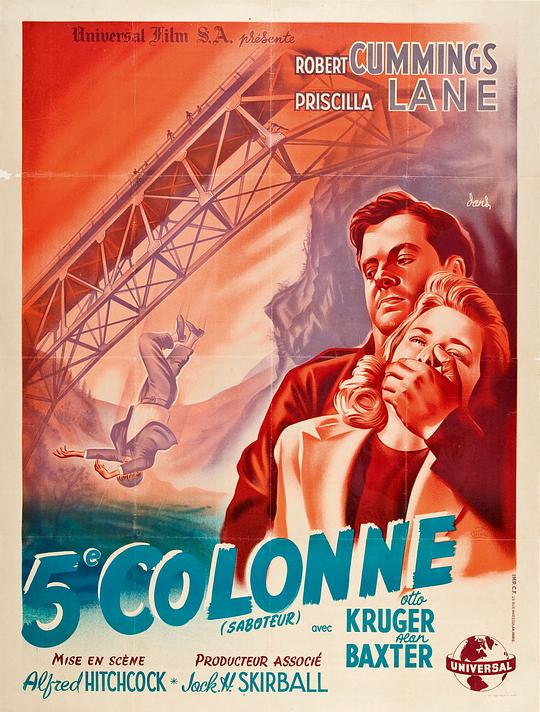 Universal Film S.A. présente
ROBERT CUMMINGS
PRISCILLA LANE
5e COLONNE
(SABOTEUR)
avec
Otto
KRUGER
Alan
BAXTER
MISE EN SCÈNE
Alfred HITCHCOCK *
PRODUCTEUR ASSOCIÉ
Jack.H. SKIRBALL
UNIVERSAL